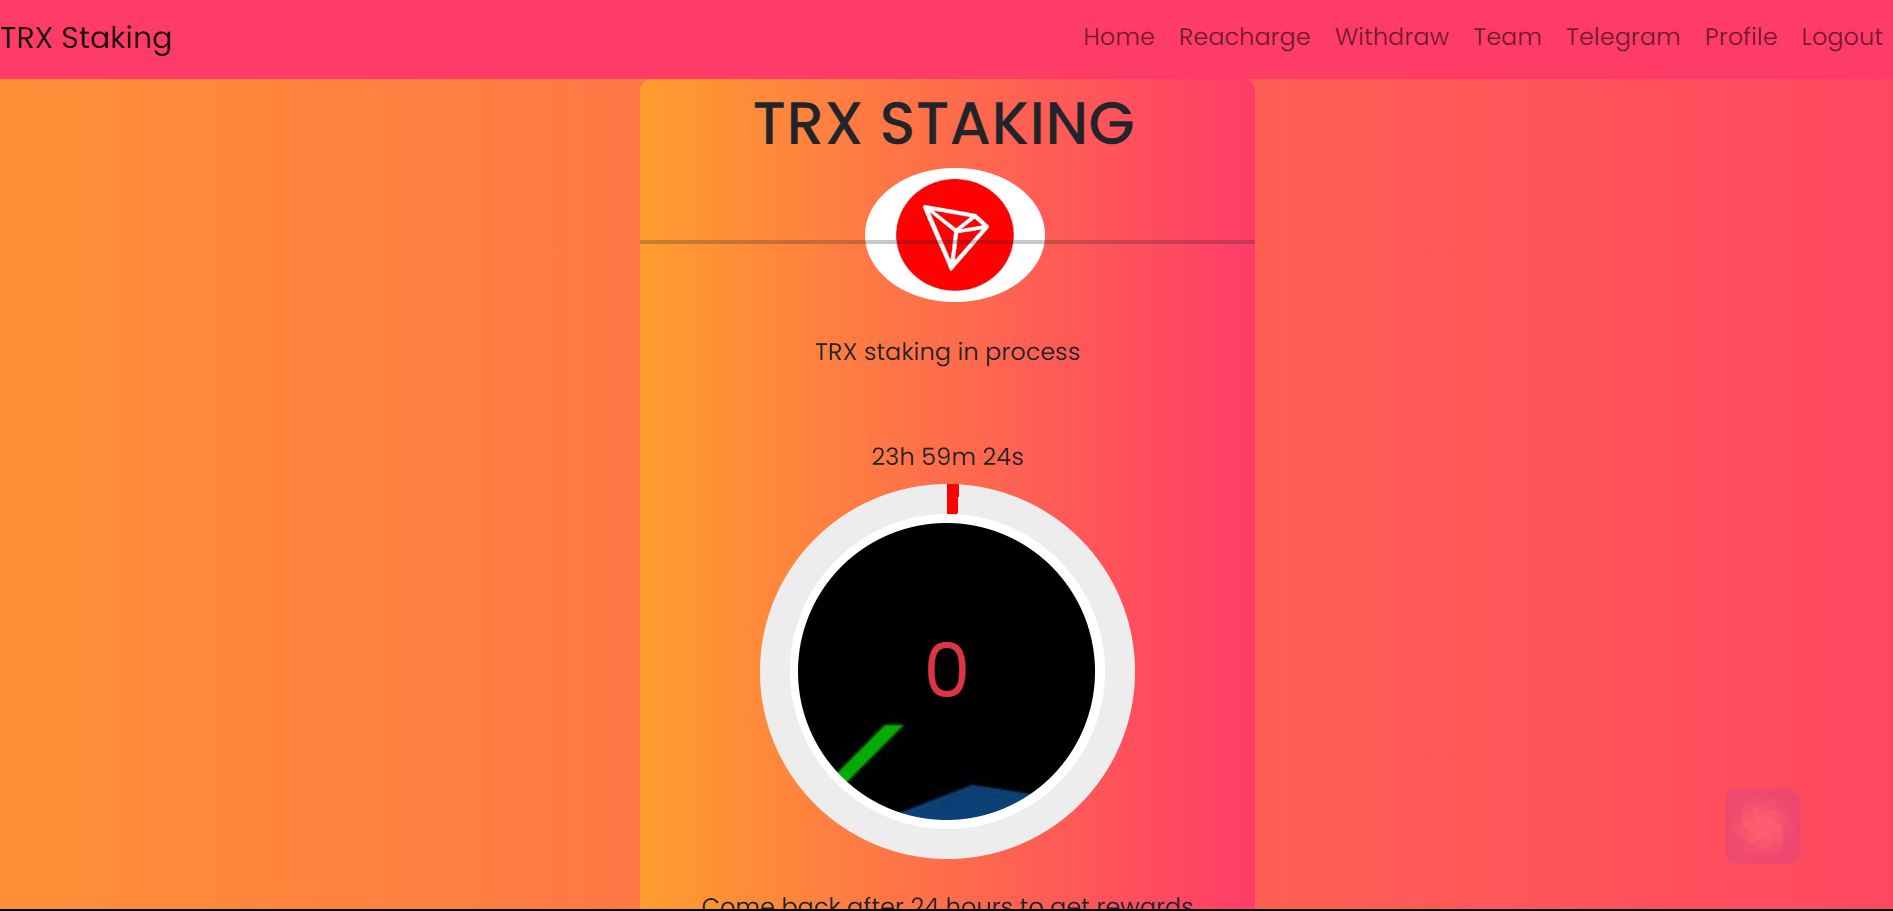 TRX Staking
Home Reacharge Withdraw Team Telegram Profile Logout
TRX STAKING
TRX staking in process
23h 59m 24s
0
Come back after 24 hours to get rewards